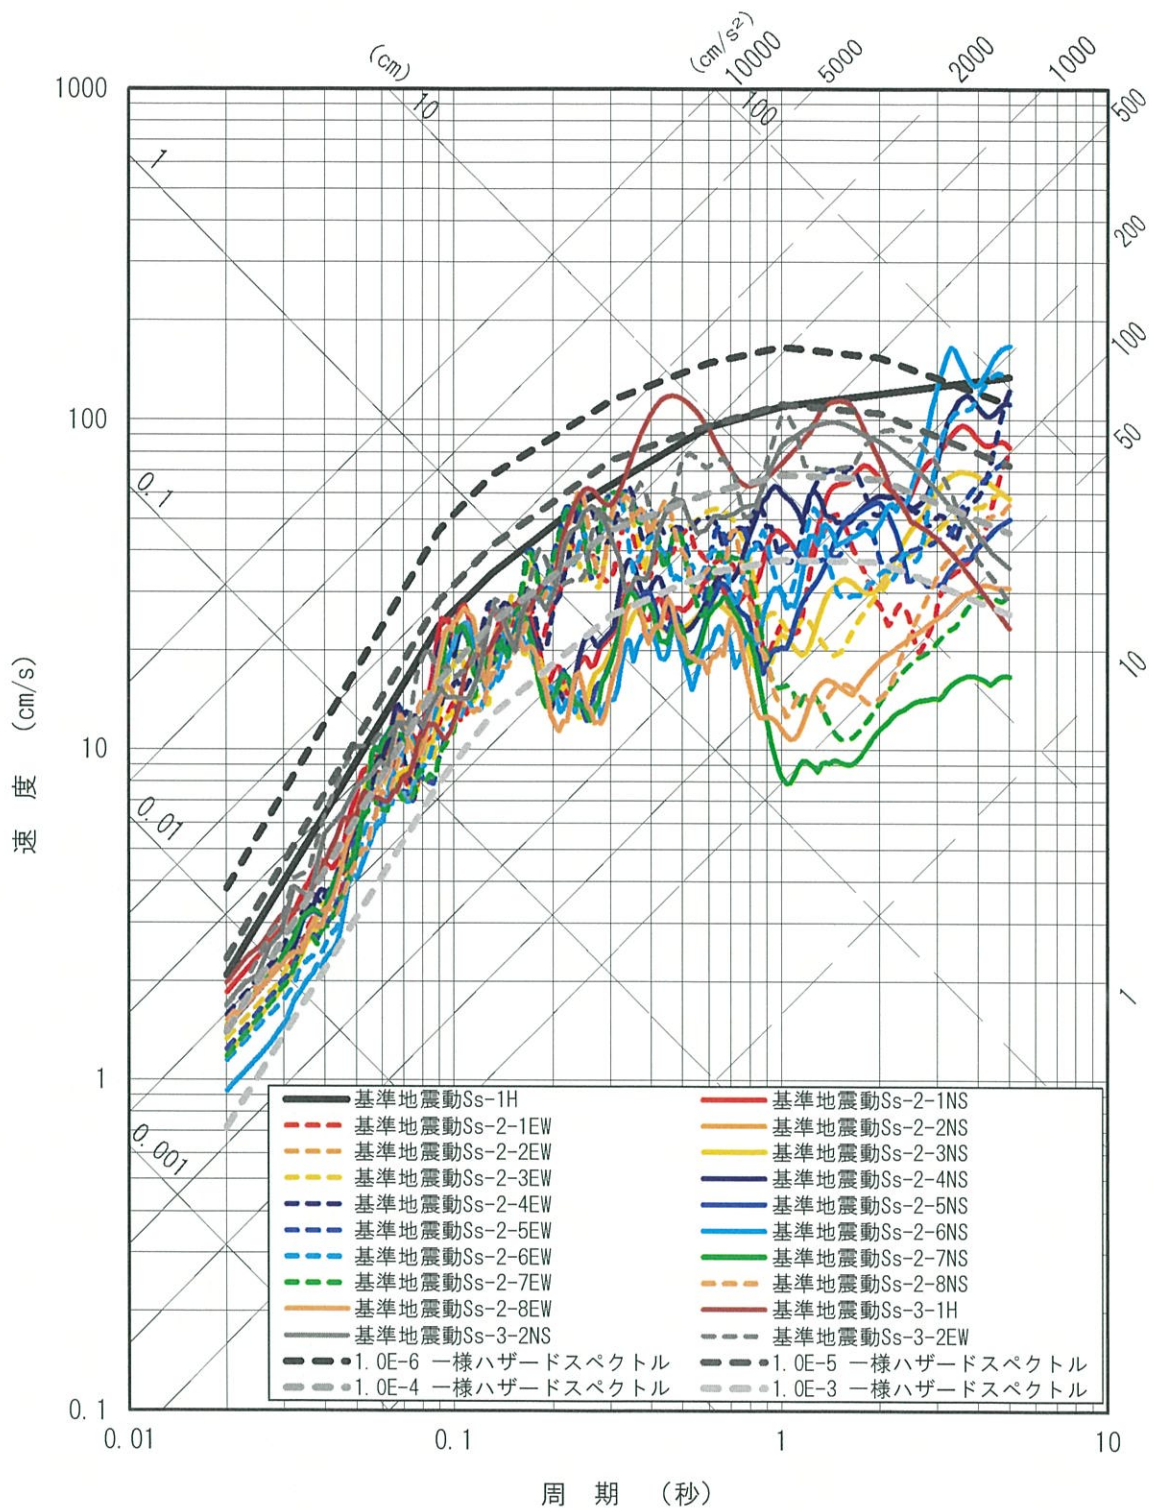 (cm)
(cm/s²)
10000
5000
2000
1000
1000
10
100
500
1
200
100
100
0.1
50
速 度 (cm/s)
10
10
0.01
1
1
0.001
基準地震動Ss-1H 基準地震動Ss-2-1NS
基準地震動Ss-2-1EW 基準地震動Ss-2-2NS
基準地震動Ss-2-2EW 基準地震動Ss-2-3NS
基準地震動Ss-2-3EW 基準地震動Ss-2-4NS
基準地震動Ss-2-4EW 基準地震動Ss-2-5NS
基準地震動Ss-2-5EW 基準地震動Ss-2-6NS
基準地震動Ss-2-6EW 基準地震動Ss-2-7NS
基準地震動Ss-2-7EW 基準地震動Ss-2-8NS
基準地震動Ss-2-8EW 基準地震動Ss-3-1H
基準地震動Ss-3-2NS 基準地震動Ss-3-2EW
1.0E-6 一様ハザードスペクトル 1.0E-5 一様ハザードスペクトル
1.0E-4 一様ハザードスペクトル 1.0E-3 一様ハザードスペクトル
0.1
0.01 0.1 1 10
周 期 (秒)